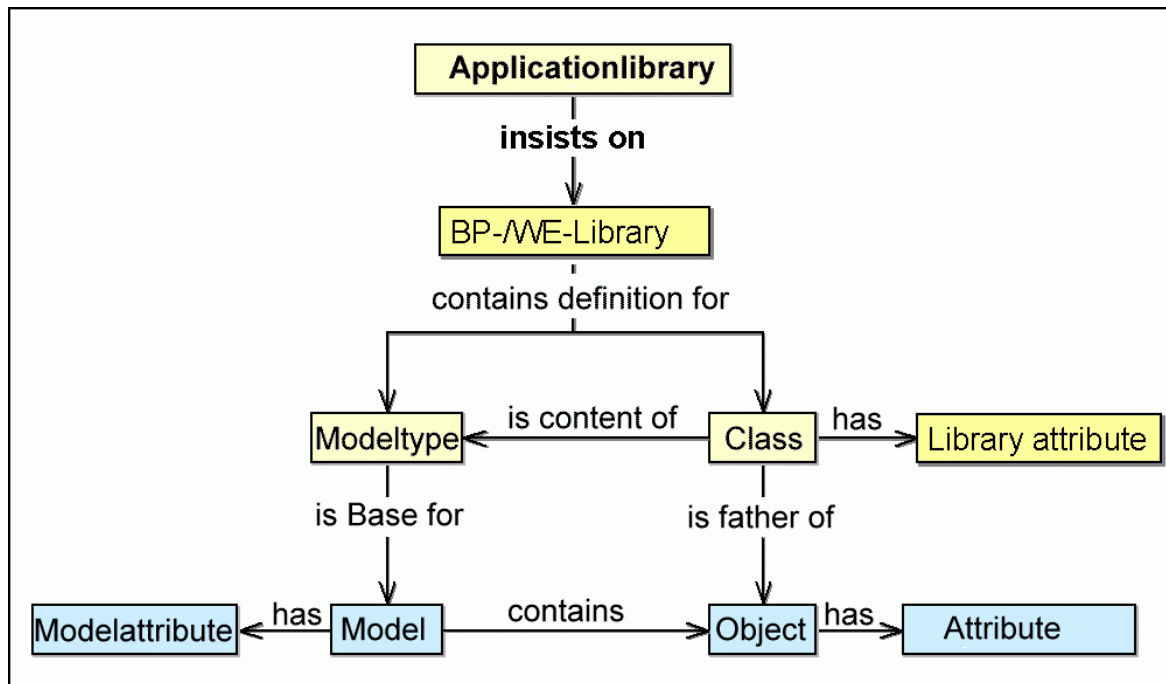 Applicationlibrary
insists on
BP-/WE-Library
contains definition for
is content of
has
Modeltype
Class
Library attribute
is Base for
is father of
has
contains
has
Modelattribute
Model
Object
Attribute